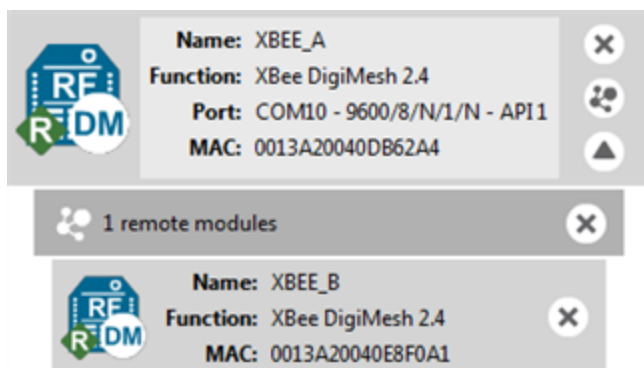 RF
R DM
Name: XBEE_A
Function: XBee DigiMesh 2.4
Port: COM10 - 9600/8/N/1/N - API 1
MAC: 0013A20040DB62A4
1 remote modules
RF
R DM
Name: XBEE_B
Function: XBee DigiMesh 2.4
MAC: 0013A20040E8F0A1